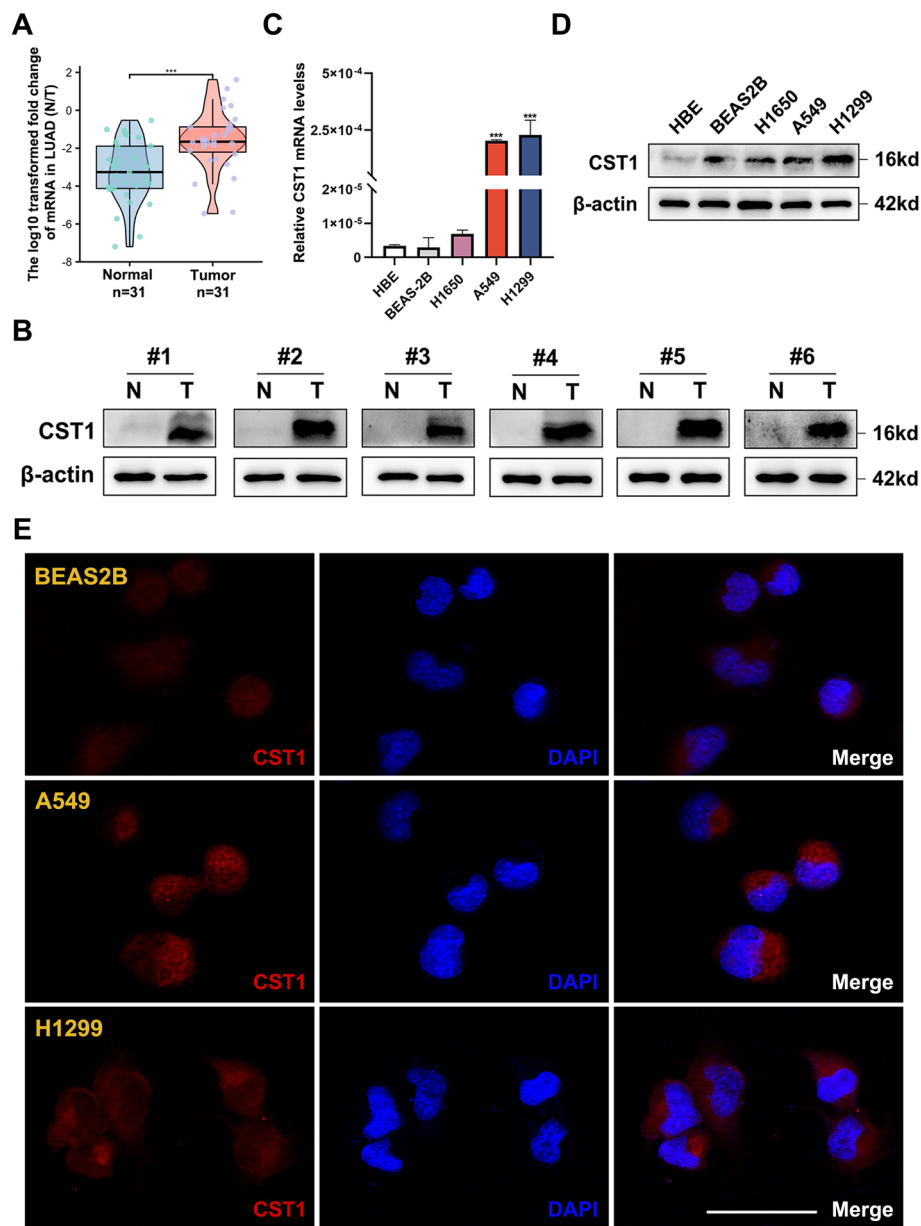 A
The log10 transformed fold change
of mRNA in LUAD (N/T)
2
0
-2
-4
-6
-8
***
Normal
n=31
Tumor
n=31
C
Relative CST1 mRNA levelss
5×10⁻⁴
2.5×10⁻⁴
2×10⁻⁵
1×10⁻⁵
0
***
***
HBE
BEAS-2B
H1650
A549
H1299
D
HBE
BEAS2B
H1650
A549
H1299
CST1
16kd
β-actin
42kd
B
#1
#2
#3
#4
#5
#6
N T
N T
N T
N T
N T
N T
CST1
16kd
β-actin
42kd
E
BEAS2B
CST1
DAPI
Merge
A549
CST1
DAPI
Merge
H1299
CST1
DAPI
Merge